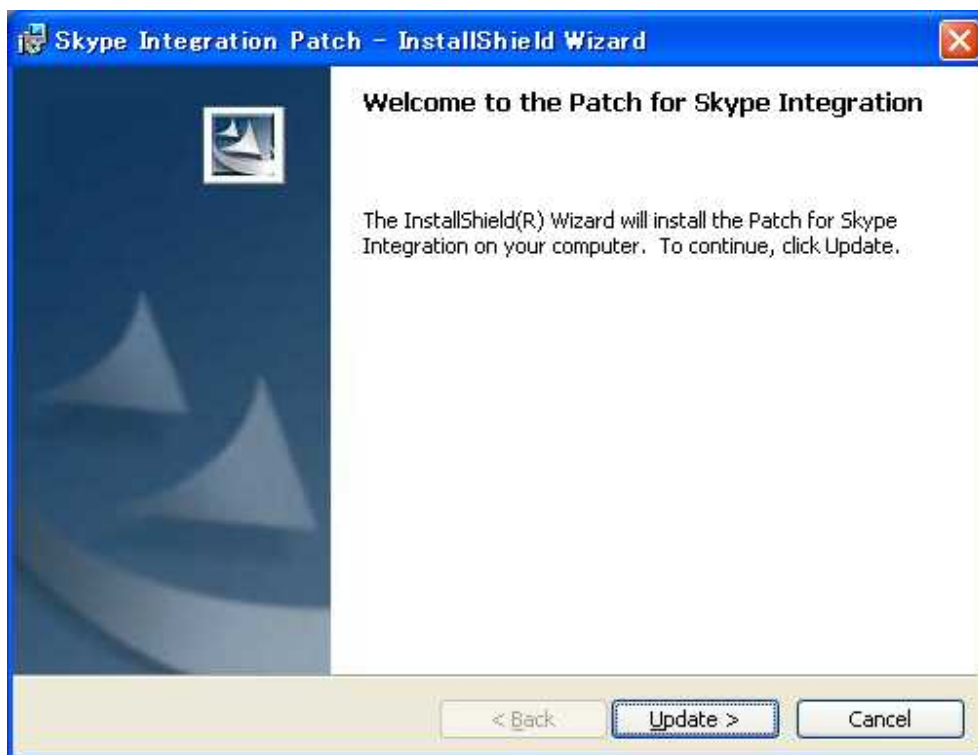 Skype Integration Patch - InstallShield Wizard
Welcome to the Patch for Skype Integration
The InstallShield(R) Wizard will install the Patch for Skype
Integration on your computer.  To continue, click Update.
< Back
Update >
Cancel